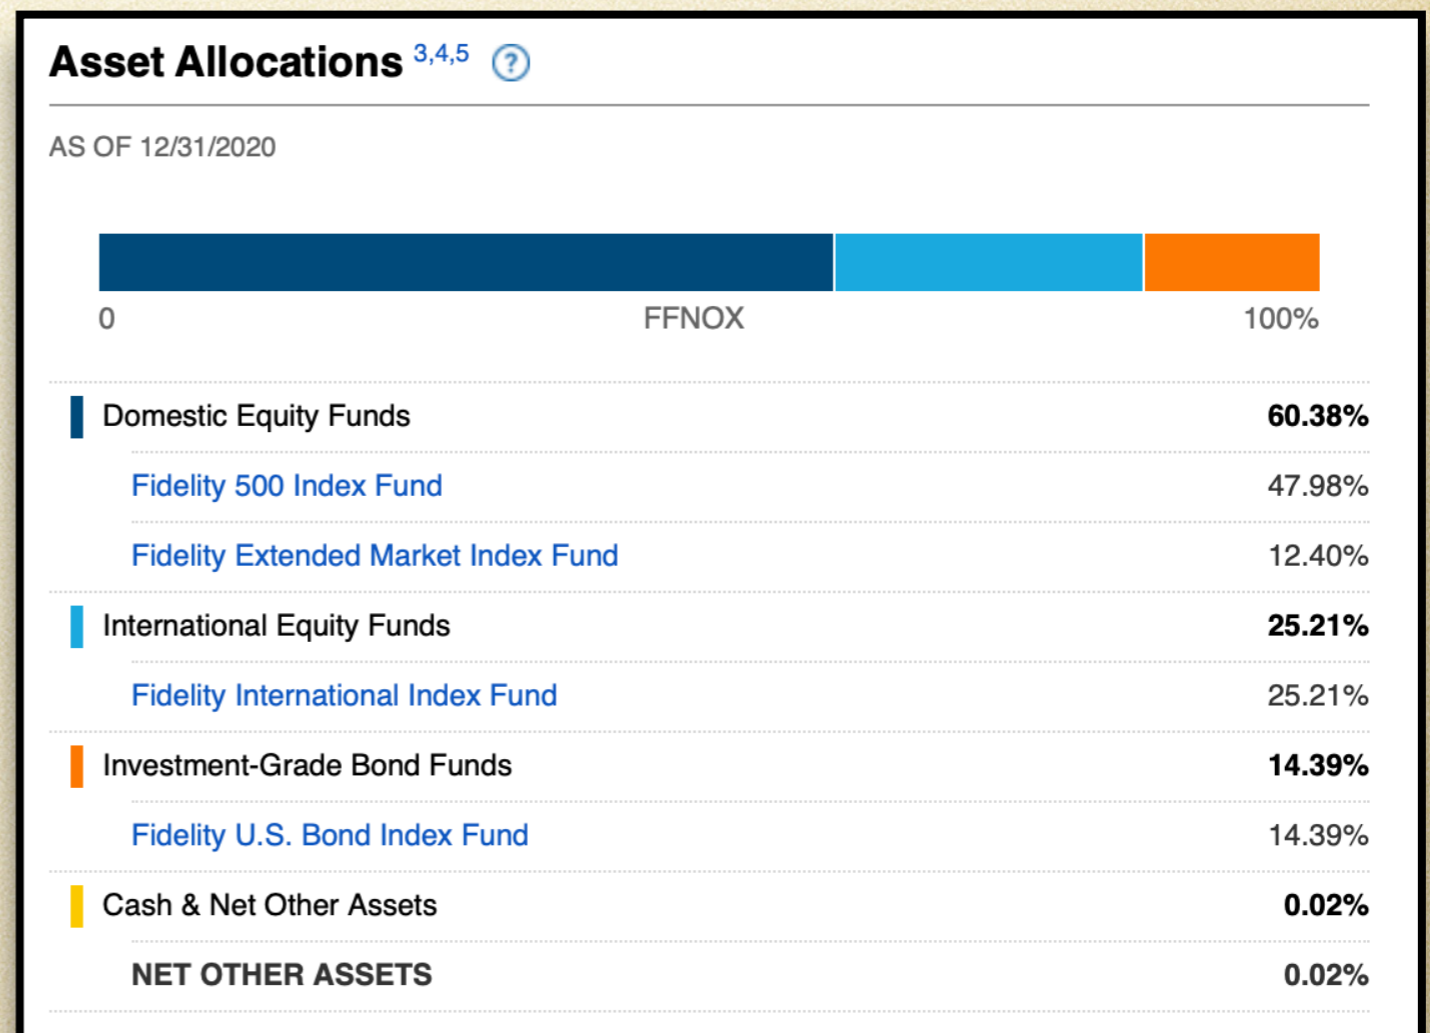 Asset Allocations 3,4,5 ?
AS OF 12/31/2020
0 FFNOX 100%
Domestic Equity Funds 60.38%
Fidelity 500 Index Fund 47.98%
Fidelity Extended Market Index Fund 12.40%
International Equity Funds 25.21%
Fidelity International Index Fund 25.21%
Investment-Grade Bond Funds 14.39%
Fidelity U.S. Bond Index Fund 14.39%
Cash & Net Other Assets 0.02%
NET OTHER ASSETS 0.02%